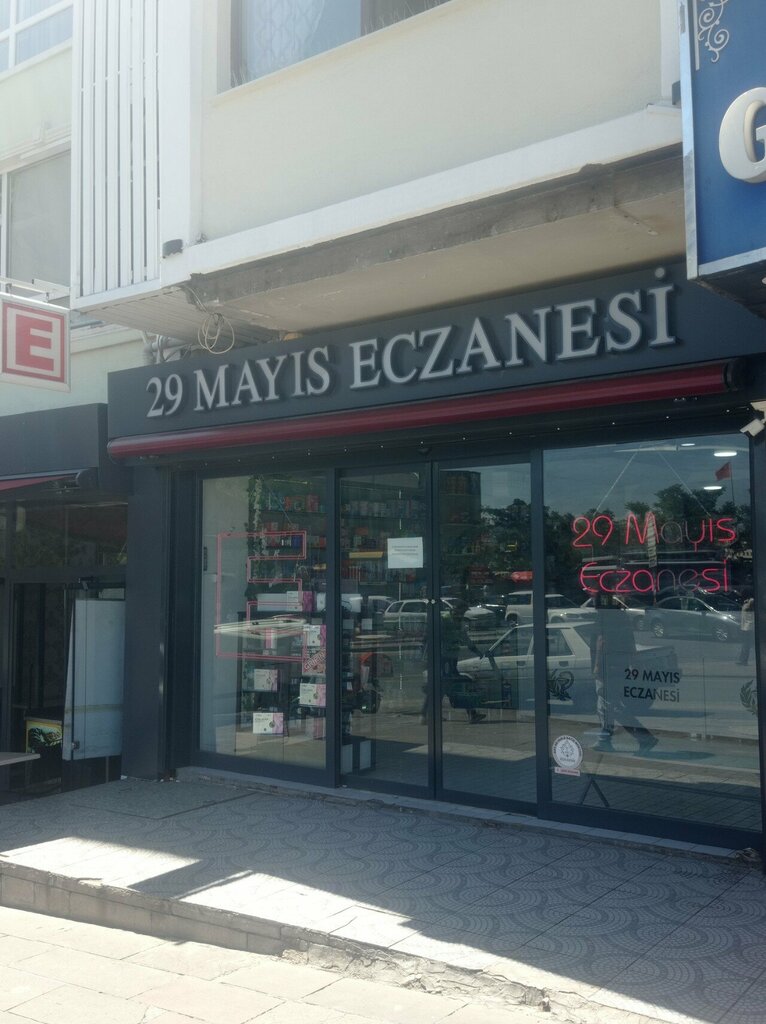 G
29 MAYIS ECZANESİ
E
29 Mayıs
Eczanesi
29 MAYIS
ECZANESİ